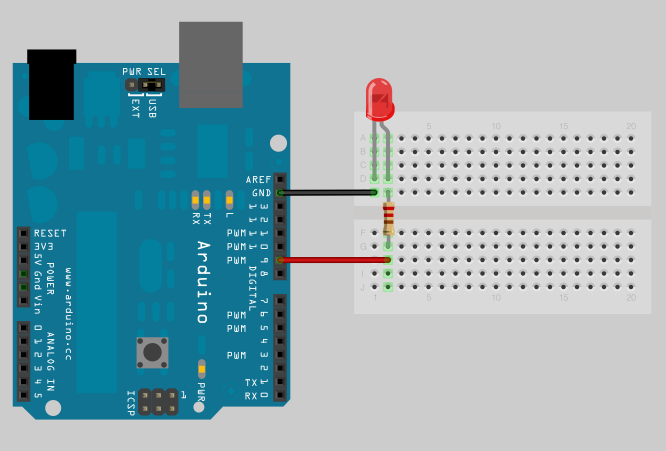 PWR SEL
EXT
USB
AREF
GND
13
12
PWM 11
PWM 10
PWM 9
8
DIGITAL
7
PWM 6
PWM 5
4
PWM 3
2
TX 1
RX 0
RX
TX
L
Arduino
www.arduino.cc
RESET
3V3
5V
Gnd
Vin
POWER
ANALOG IN
0
1
2
3
4
5
ICSP
1
PWR
5
10
15
20
A
B
C
D
F
G
I
J
1
5
10
15
20